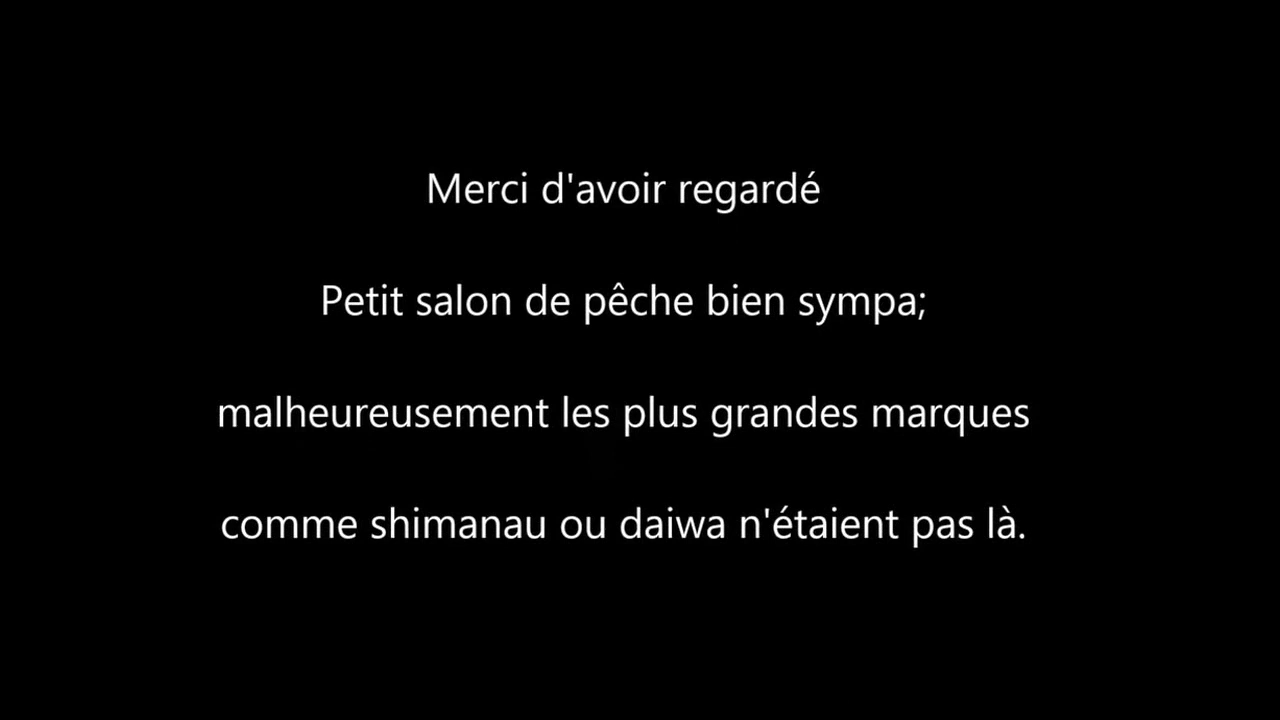 Merci d'avoir regardé
Petit salon de pêche bien sympa;
malheureusement les plus grandes marques
comme shimanau ou daiwa n'étaient pas là.